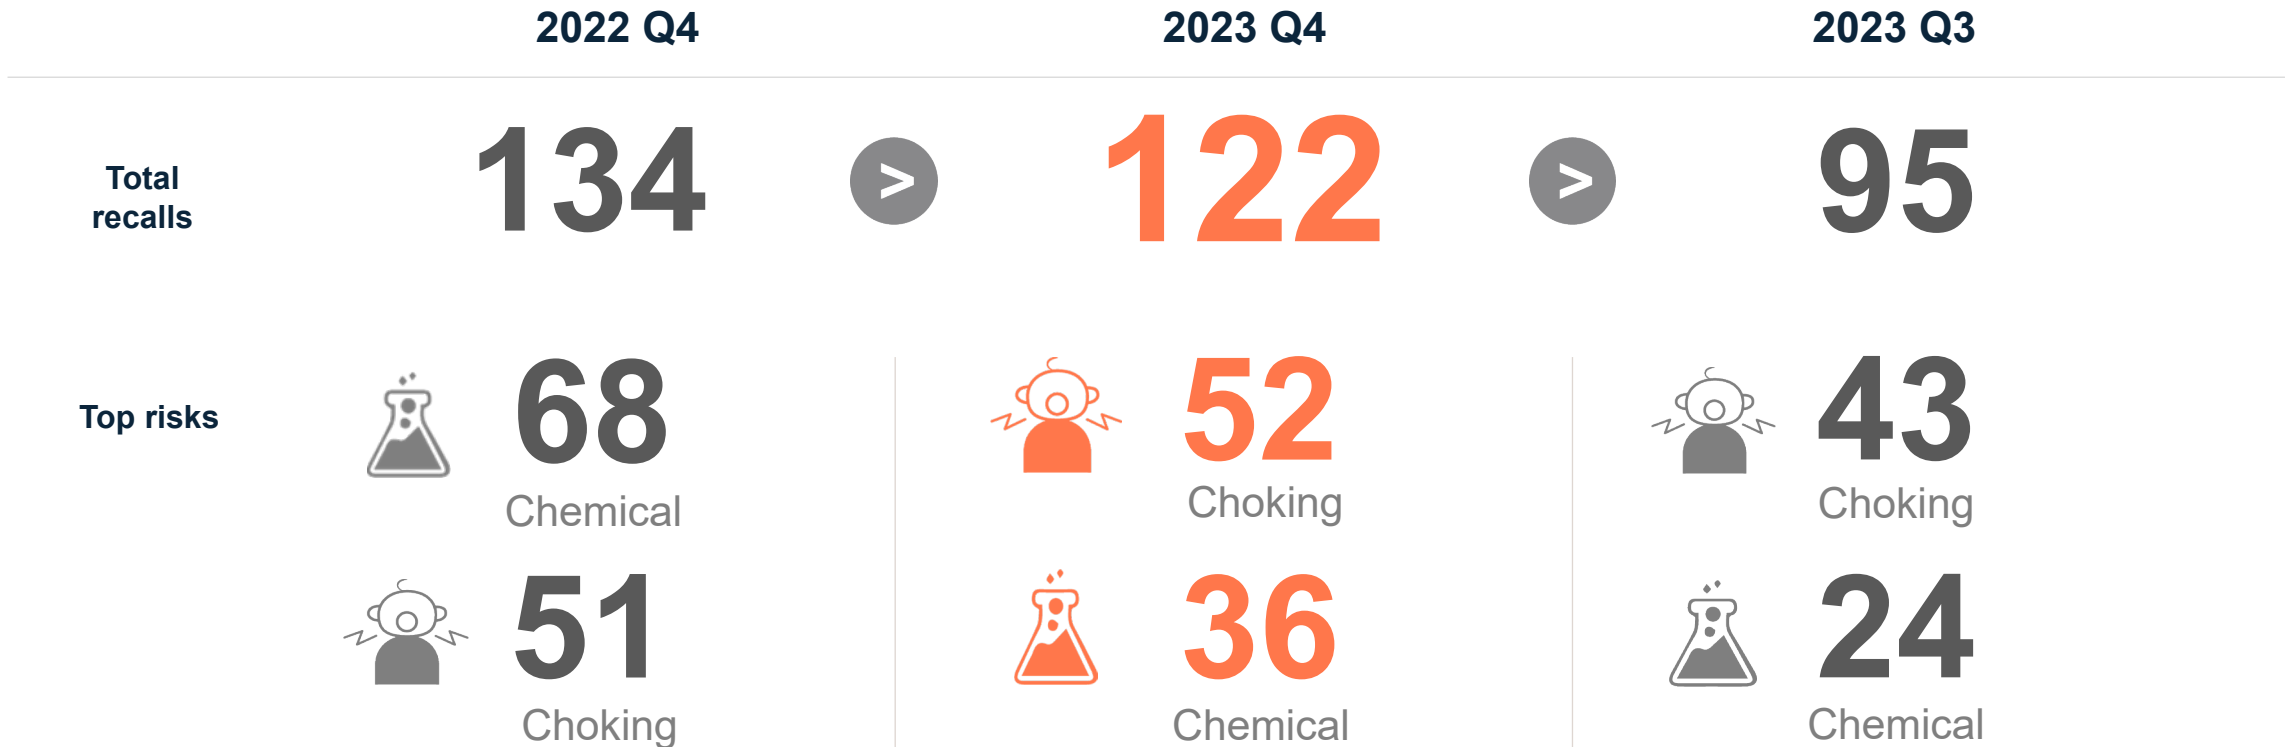 2022 Q4
2023 Q4
2023 Q3
Total
recalls
134
>
122
>
95
Top risks
68
Chemical
52
Choking
43
Choking
51
Choking
36
Chemical
24
Chemical